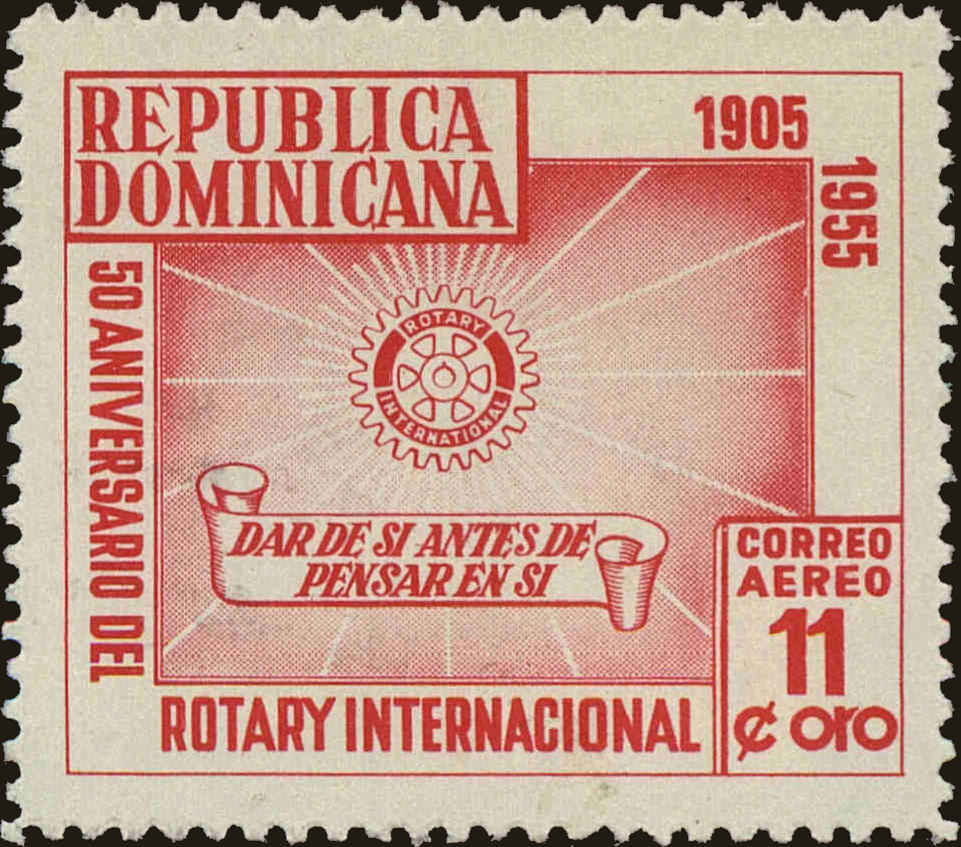 REPUBLICA
DOMINICANA
1905
1955
50 ANIVERSARIO DEL
ROTARY
INTERNATIONAL
DAR DE SI ANTES DE
PENSAR EN SI
CORREO
AEREO
11
¢ oro
ROTARY INTERNACIONAL